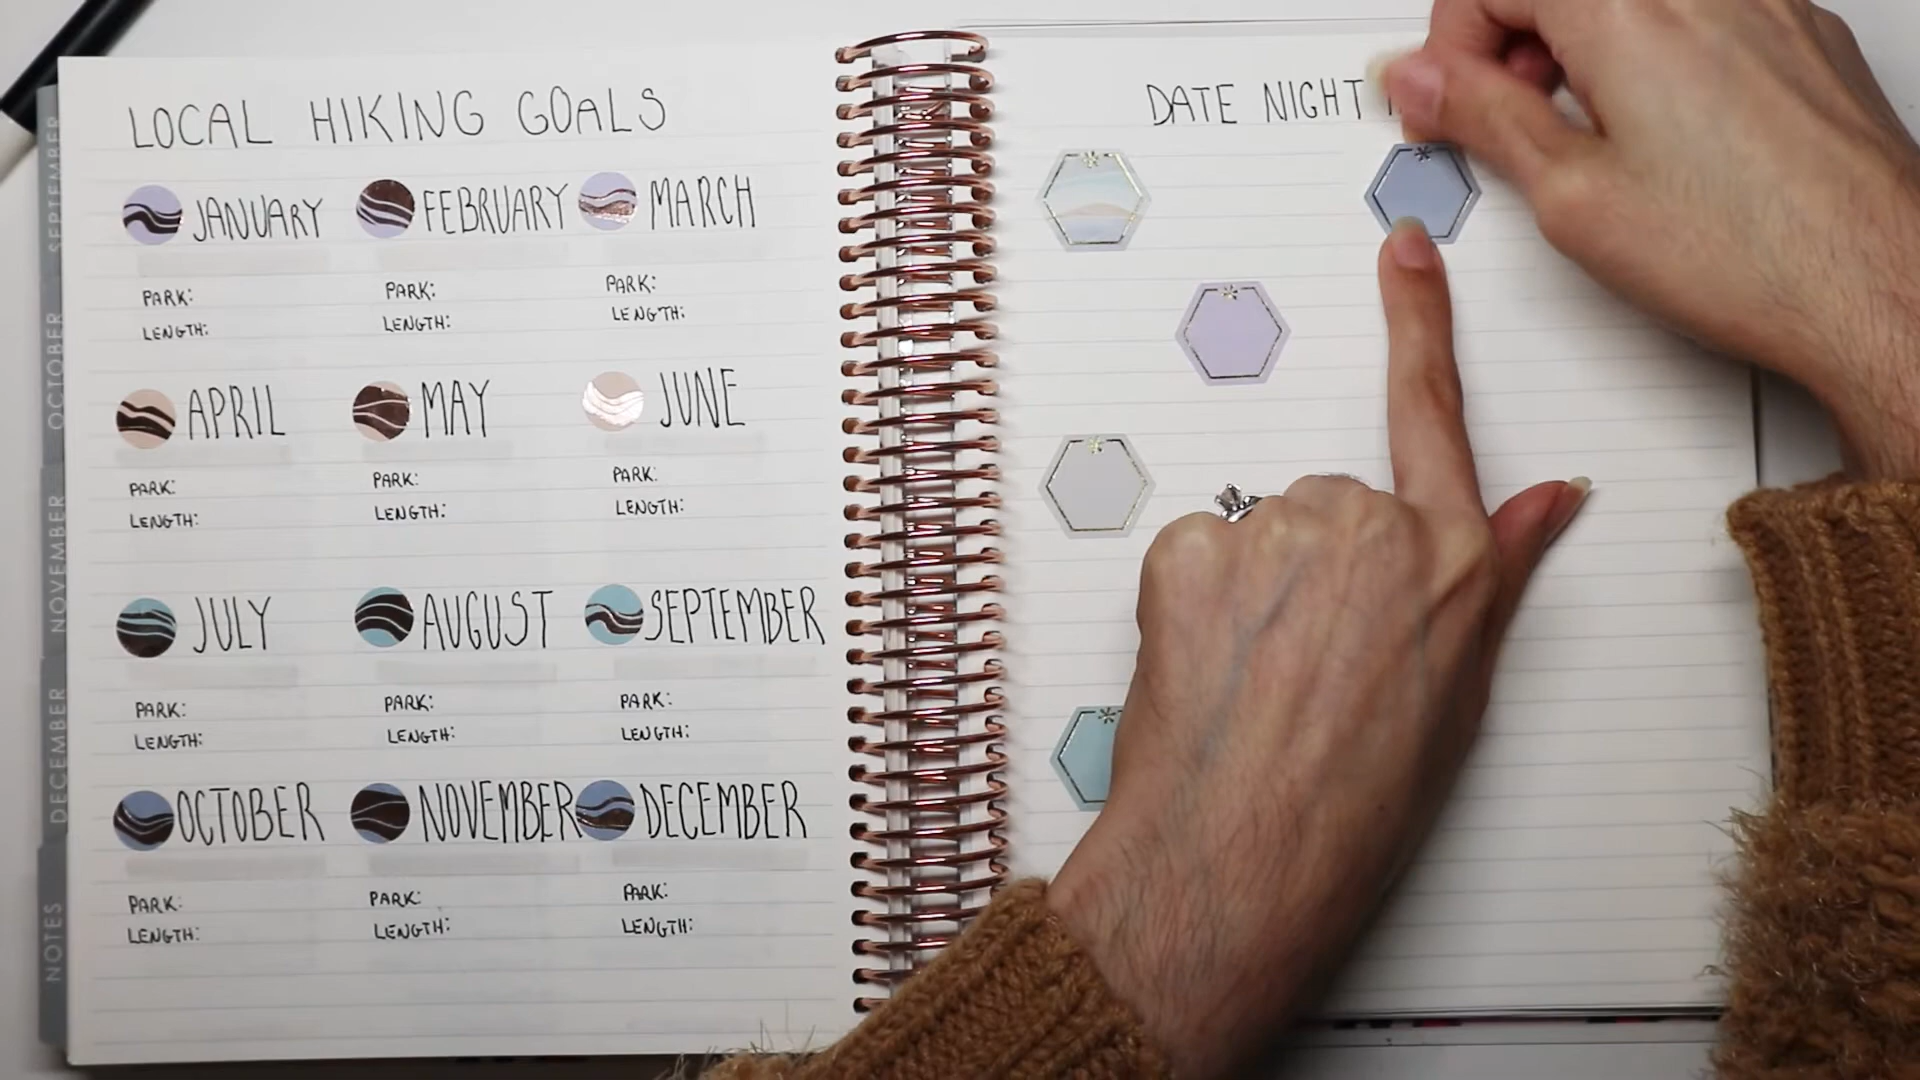 LOCAL HIKING GOALS
JANUARY FEBRUARY MARCH
PARK: PARK: PARK:
LENGTH: LENGTH: LENGTH:
APRIL MAY JUNE
PARK: PARK: PARK:
LENGTH: LENGTH: LENGTH:
JULY AUGUST SEPTEMBER
PARK: PARK: PARK:
LENGTH: LENGTH: LENGTH:
OCTOBER NOVEMBER DECEMBER
PARK: PARK: PARK:
LENGTH: LENGTH: LENGTH:
DATE NIGHT
SEPTEMBER
OCTOBER
NOVEMBER
DECEMBER
NOTES